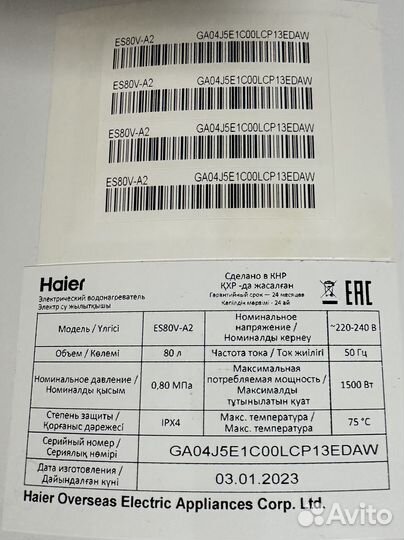 ES80V-A2 GA04J5E1C00LCP13EDAW
ES80V-A2 GA04J5E1C00LCP13EDAW
ES80V-A2 GA04J5E1C00LCP13EDAW
ES80V-A2 GA04J5E1C00LCP13EDAW
Haier
Электрический водонагреватель
Электр су жылытқышы
Сделано в КНР
ҚХР -да жасалған
Гарантийный срок — 24 месяцев
Кепілдік мерзімі - 24 ай
EAC
Модель / Үлгісі ES80V-A2
Номинальное
напряжение /
Номиналды кернеу
~220-240 В
Объем / Көлемі 80 л Частота тока / Ток жиілігі 50 Гц
Номинальное давление /
Номиналды қысым
0,80 МПа
Максимальная
потребляемая мощность /
Максималды
тұтынылатын қуат
1500 Вт
Степень защиты /
Қорғаныс дәрежесі
IPX4
Макс. температура /
Макс. температура
75 °C
Серийный номер /
Сериялық нөмірі
GA04J5E1C00LCP13EDAW
Дата изготовления /
Дайындалған күні
03.01.2023
Haier Overseas Electric Appliances Corp. Ltd.
Avito